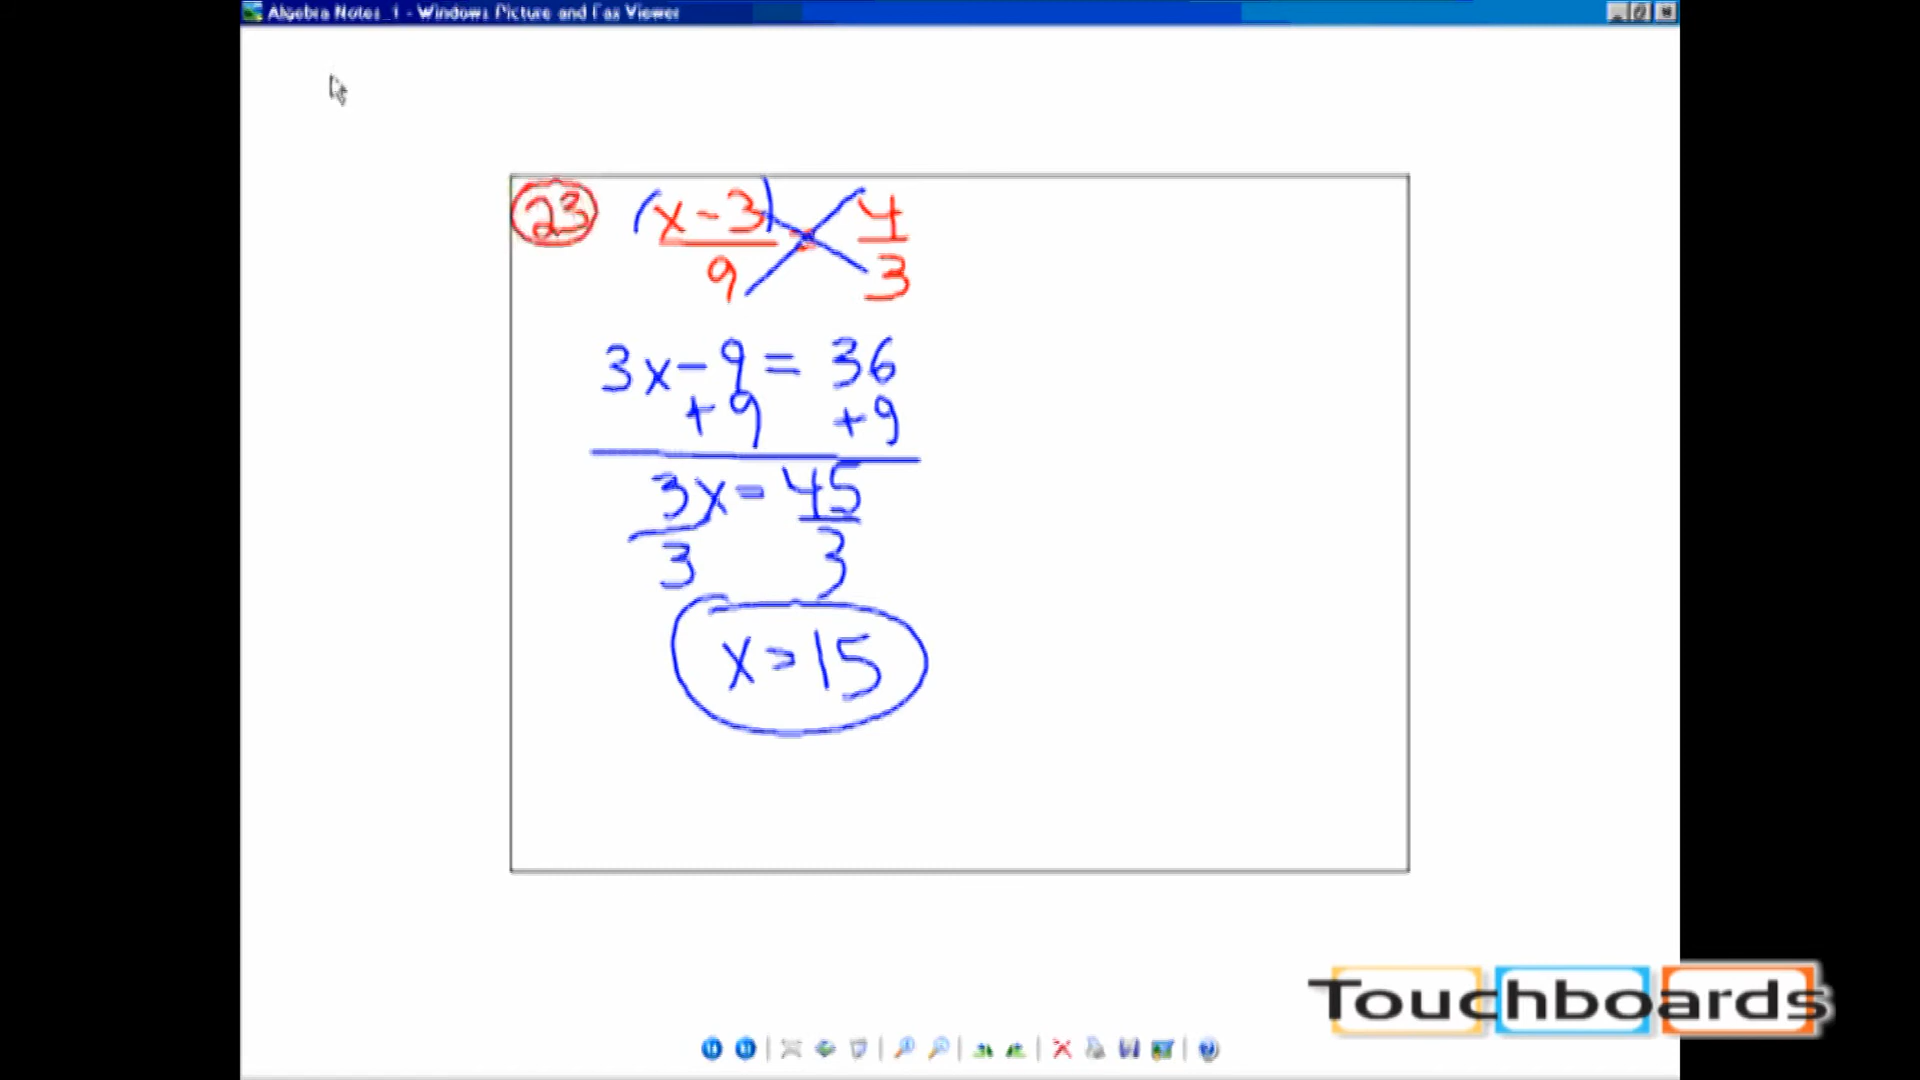 Algebra Notes_1 - Windows Picture and Fax Viewer
23 (x-3) = 4
9 3
3x-9 = 36
+9 +9
3x = 45
3 3
x=15
Touchboards